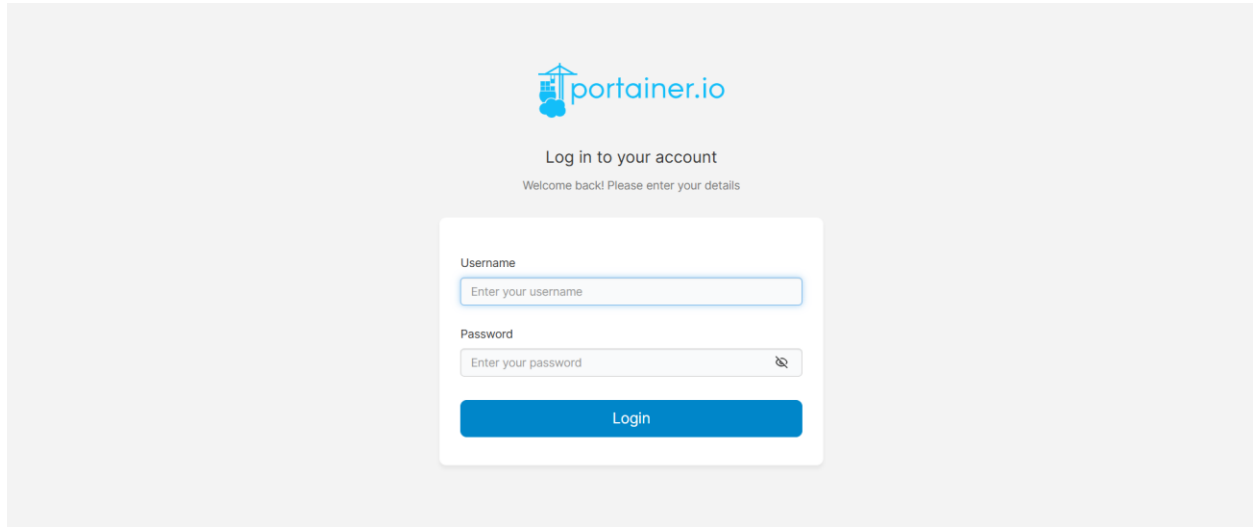 portainer.io
Log in to your account
Welcome back! Please enter your details
Username
Enter your username
Password
Enter your password
Login